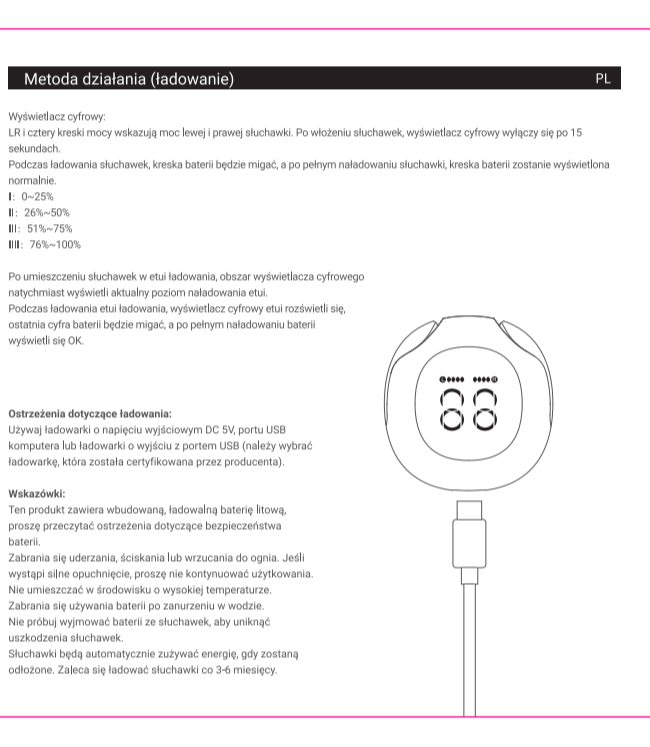 Metoda działania (ładowanie) PL
Wyświetlacz cyfrowy:
LR i cztery kreski mocy wskazują moc lewej i prawej słuchawki. Po włożeniu słuchawek, wyświetlacz cyfrowy wyłączy się po 15
sekundach.
Podczas ładowania słuchawek, kreska baterii będzie migać, a po pełnym naładowaniu słuchawki, kreska baterii zostanie wyświetlona
normalnie.
I: 0~25%
II: 26%~50%
III: 51%~75%
IIII: 76%~100%
Po umieszczeniu słuchawek w etui ładowania, obszar wyświetlacza cyfrowego
natychmiast wyświetli aktualny poziom naładowania etui.
Podczas ładowania etui ładowania, wyświetlacz cyfrowy etui rozświetli się,
ostatnia cyfra baterii będzie migać, a po pełnym naładowaniu baterii
wyświetli się OK.
L R
88
Ostrzeżenia dotyczące ładowania:
Używaj ładowarki o napięciu wyjściowym DC 5V, portu USB
komputera lub ładowarki o wyjściu z portem USB (należy wybrać
ładowarkę, która została certyfikowana przez producenta).
Wskazówki:
Ten produkt zawiera wbudowaną, ładowalną baterię litową,
proszę przeczytać ostrzeżenia dotyczące bezpieczeństwa
baterii.
Zabrania się uderzania, ściskania lub wrzucania do ognia. Jeśli
wystąpi silne opuchnięcie, proszę nie kontynuować użytkowania.
Nie umieszczać w środowisku o wysokiej temperaturze.
Zabrania się używania baterii po zanurzeniu w wodzie.
Nie próbuj wyjmować baterii ze słuchawek, aby uniknąć
uszkodzenia słuchawek.
Słuchawki będą automatycznie zużywać energię, gdy zostaną
odłożone. Zaleca się ładować słuchawki co 3-6 miesięcy.